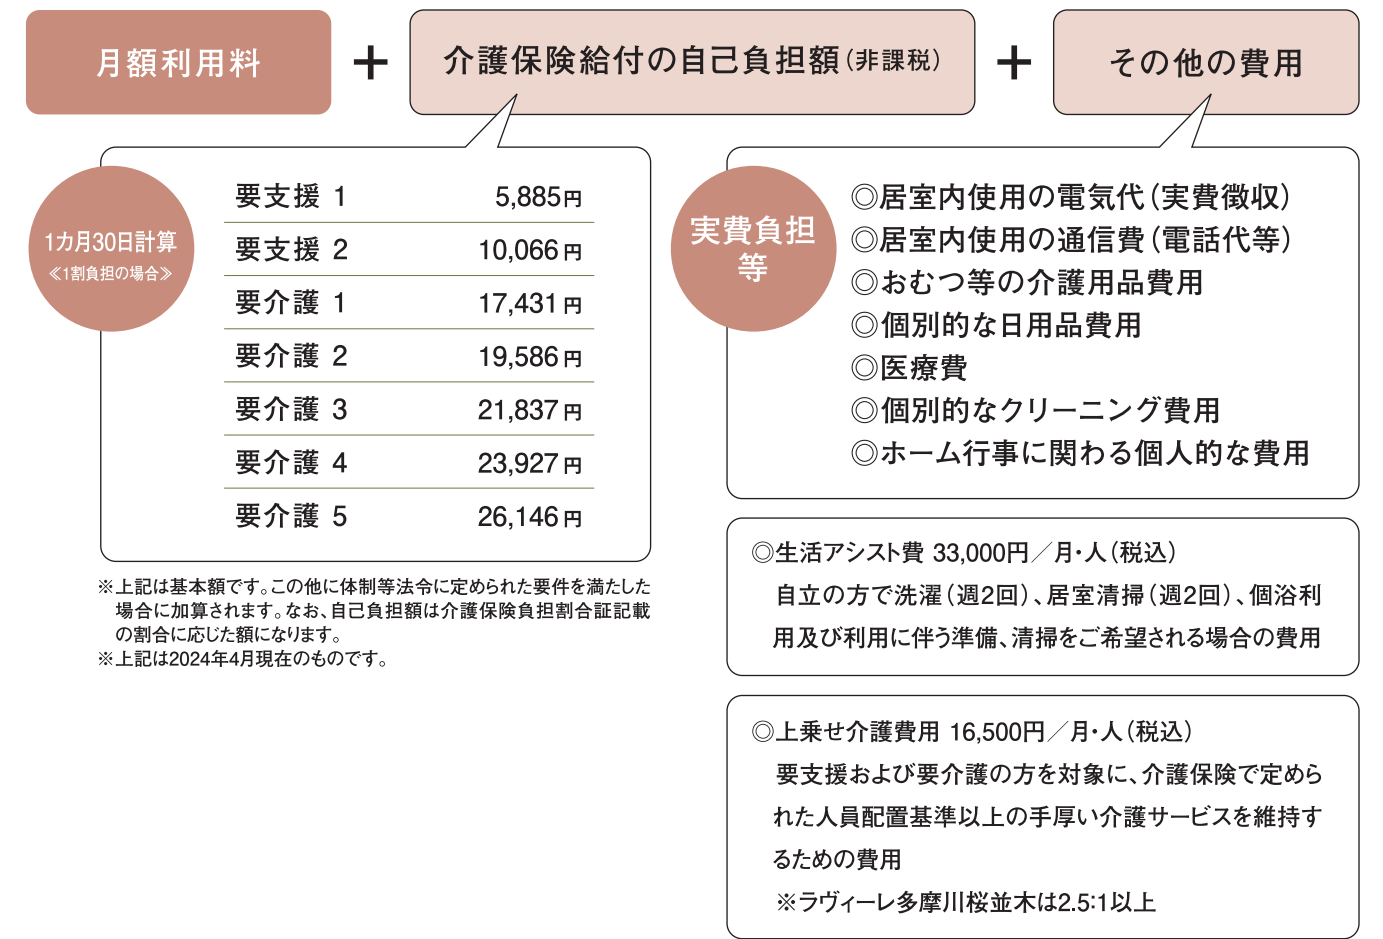 月額利用料 + 介護保険給付の自己負担額(非課税) + その他の費用
1カ月30日計算
≪1割負担の場合≫
要支援 1 5,885円
要支援 2 10,066円
要介護 1 17,431円
要介護 2 19,586円
要介護 3 21,837円
要介護 4 23,927円
要介護 5 26,146円
※上記は基本額です。この他に体制等法令に定められた要件を満たした
場合に加算されます。なお、自己負担額は介護保険負担割合証記載
の割合に応じた額になります。
※上記は2024年4月現在のものです。
実費負担
等
◎居室内使用の電気代(実費徴収)
◎居室内使用の通信費(電話代等)
◎おむつ等の介護用品費用
◎個別的な日用品費用
◎医療費
◎個別的なクリーニング費用
◎ホーム行事に関わる個人的な費用
◎生活アシスト費 33,000円/月・人(税込)
自立の方で洗濯(週2回)、居室清掃(週2回)、個浴利
用及び利用に伴う準備、清掃をご希望される場合の費用
◎上乗せ介護費用 16,500円/月・人(税込)
要支援および要介護の方を対象に、介護保険で定めら
れた人員配置基準以上の手厚い介護サービスを維持す
るための費用
※ラヴィーレ多摩川桜並木は2.5:1以上